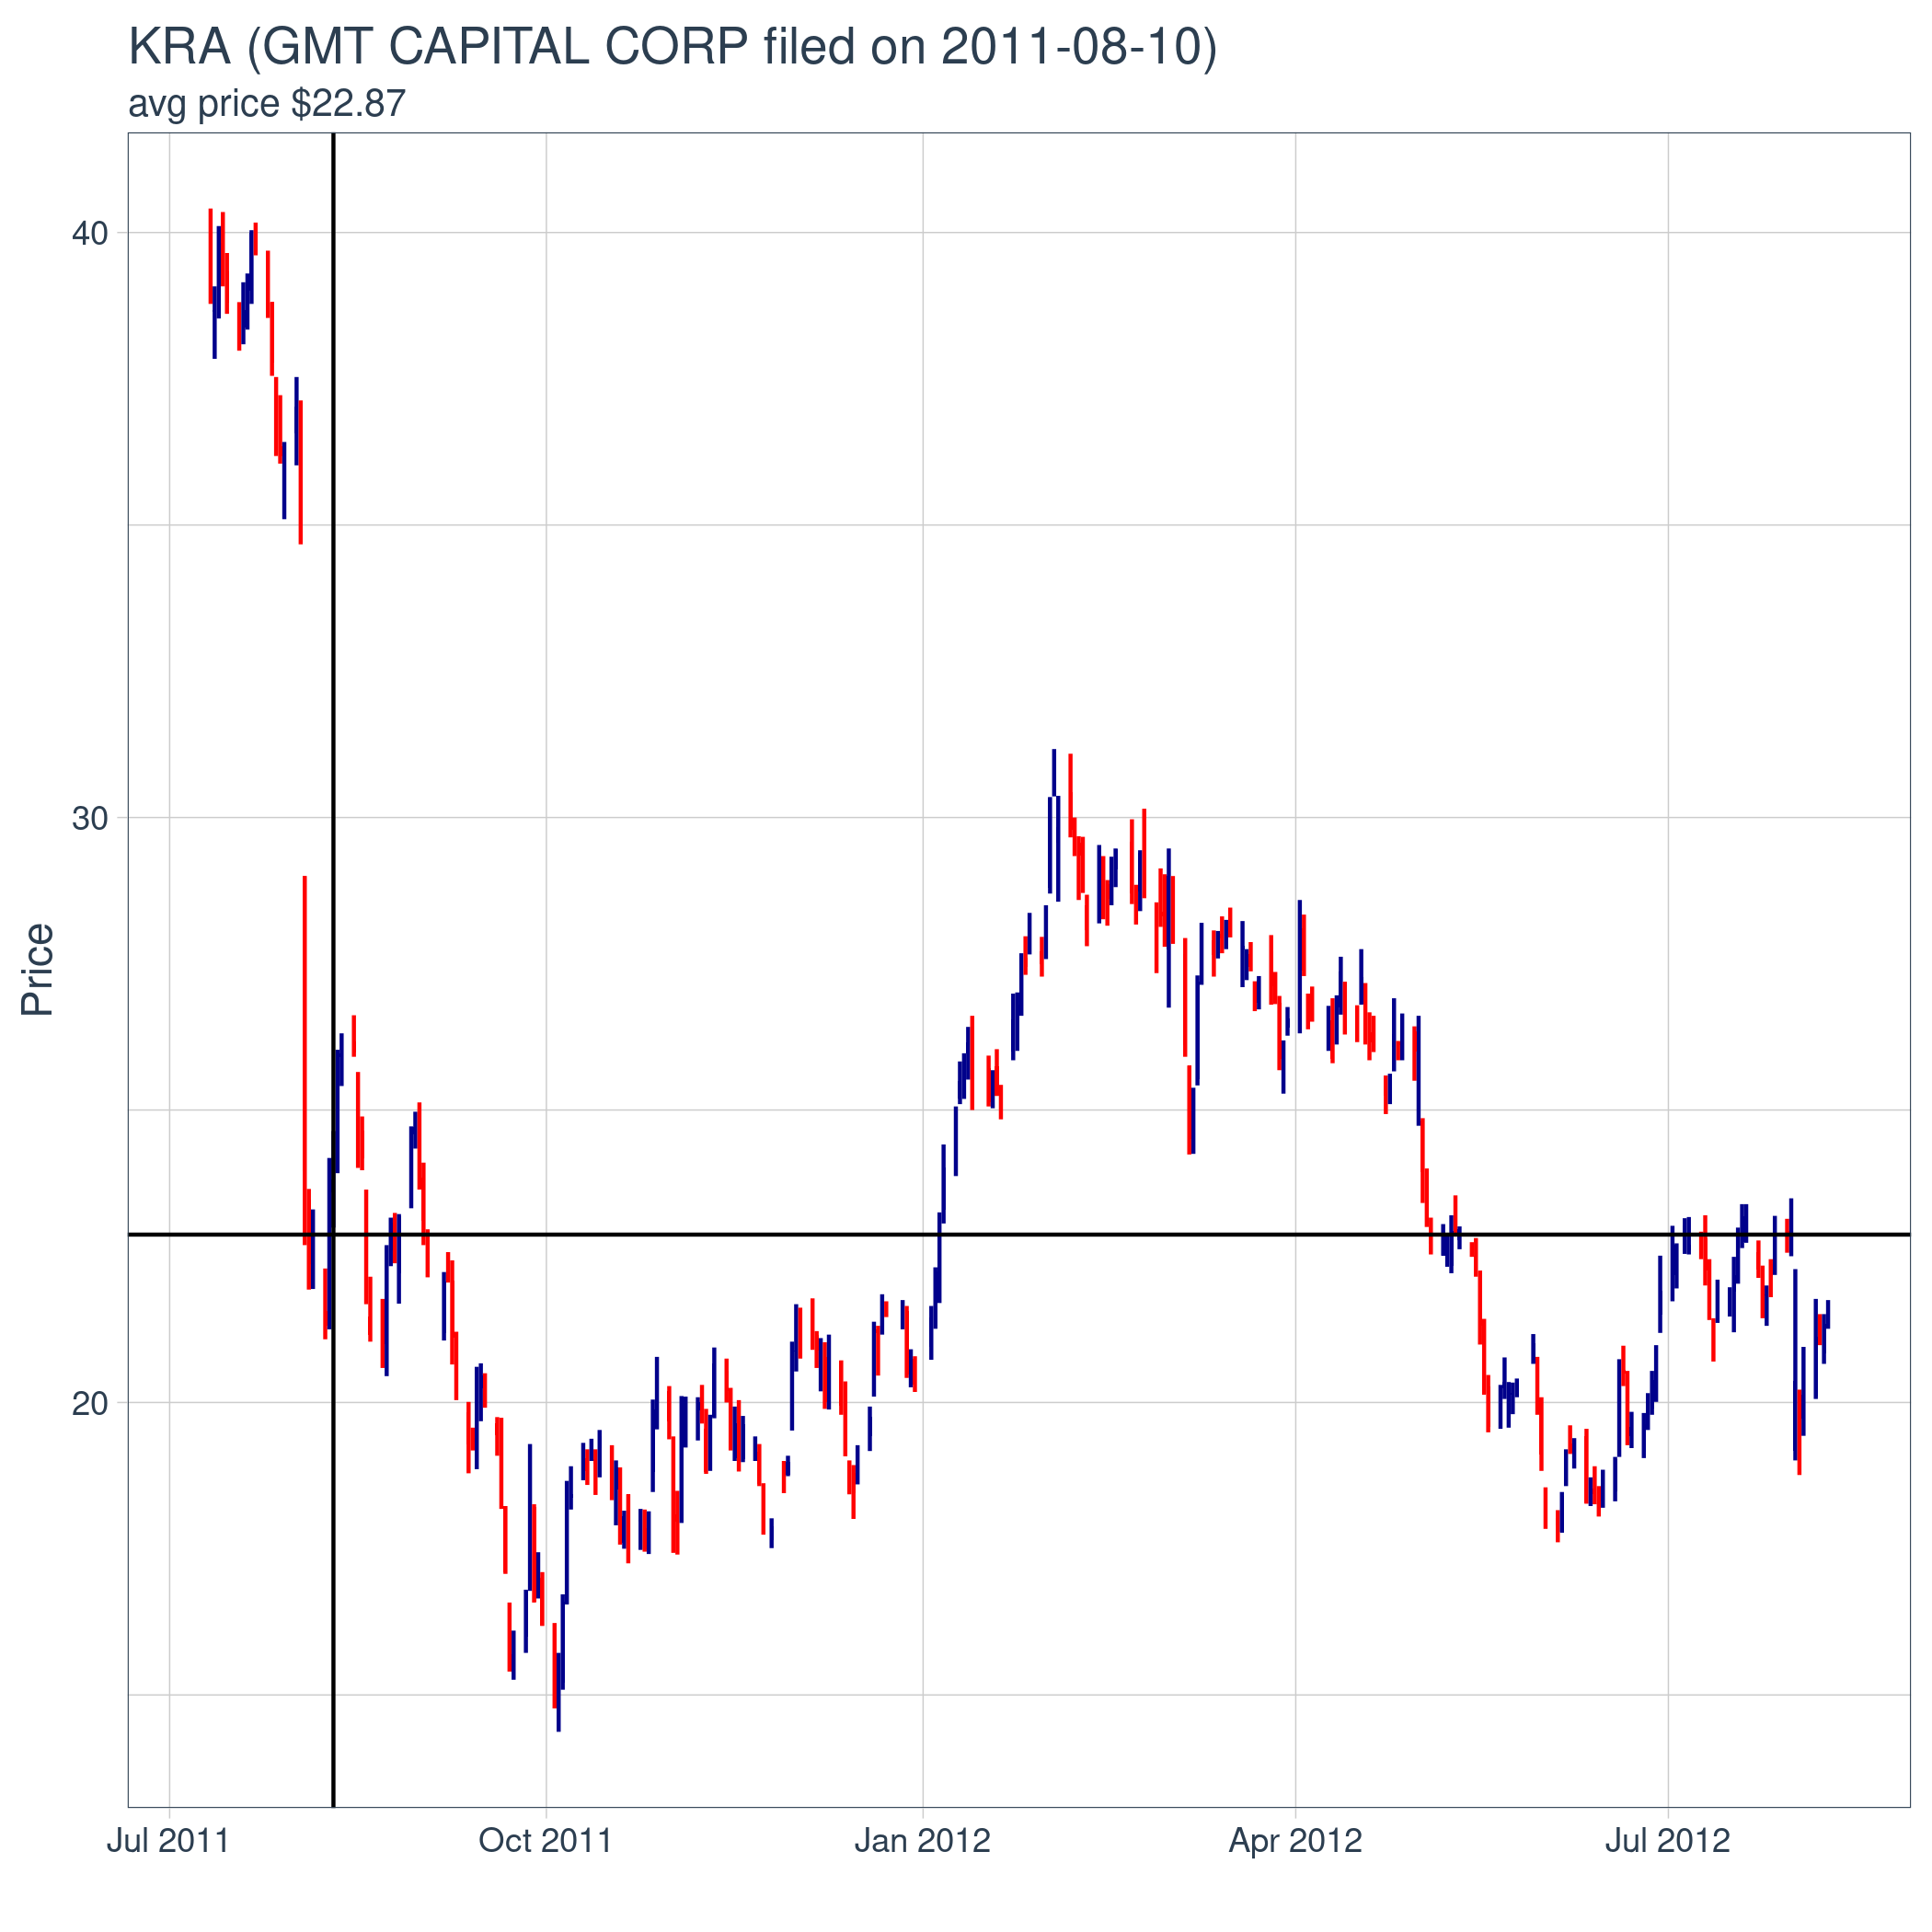 KRA (GMT CAPITAL CORP filed on 2011-08-10)
avg price $22.87
40
30
20
Price
Jul 2011
Oct 2011
Jan 2012
Apr 2012
Jul 2012